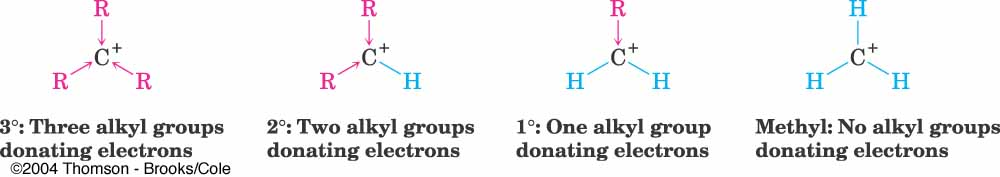 R
C+
R R
3°: Three alkyl groups
donating electrons
R
C+
R H
2°: Two alkyl groups
donating electrons
R
C+
H H
1°: One alkyl group
donating electrons
H
C+
H H
Methyl: No alkyl groups
donating electrons
©2004 Thomson - Brooks/Cole